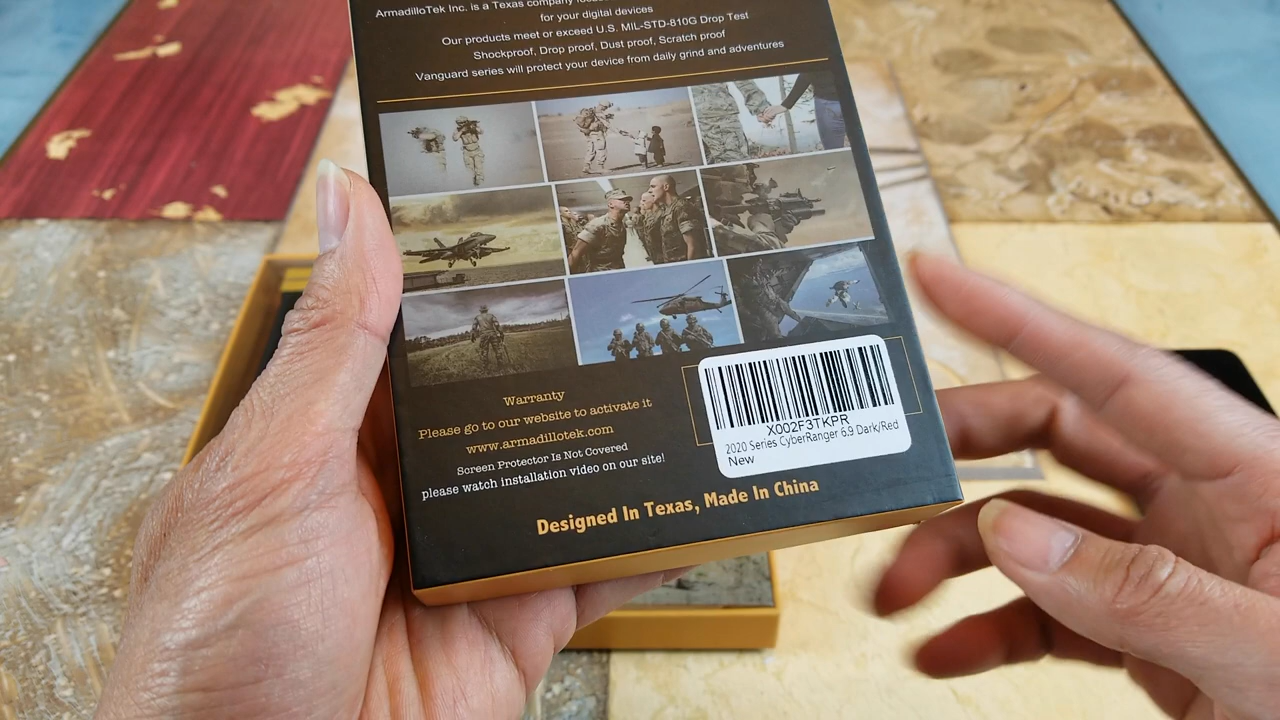 ArmadilloTek Inc. is a Texas company
for your digital devices
Our products meet or exceed U.S. MIL-STD-810G Drop Test
Shockproof, Drop proof, Dust proof, Scratch proof
Vanguard series will protect your device from daily grind and adventures
Warranty
Please go to our website to activate it
www.armadillotek.com
Screen Protector Is Not Covered
please watch installation video on our site!
X002F3TKPR
2020 Series CyberRanger 6.9 Dark/Red
New
Designed In Texas, Made In China